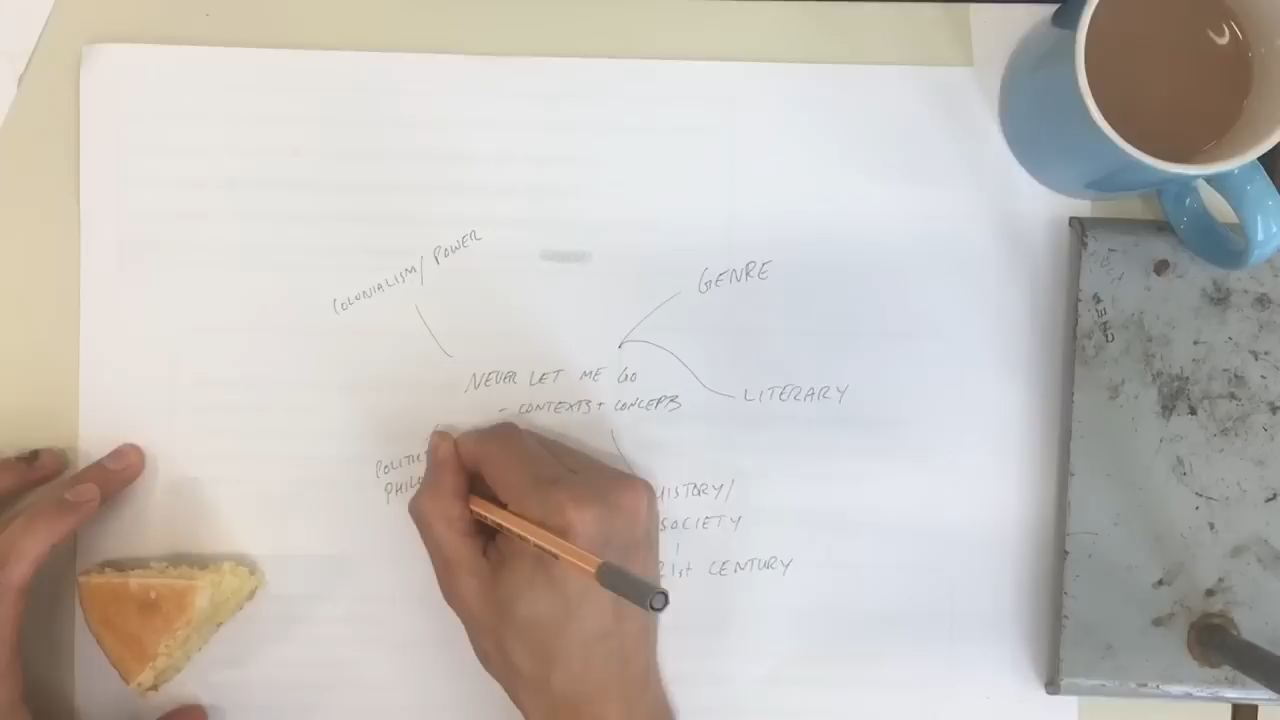 COLONIALISM/ POWER
GENRE
NEVER LET ME GO
- CONTEXTS + CONCEPTS
LITERARY
HISTORY/
SOCIETY
21st CENTURY